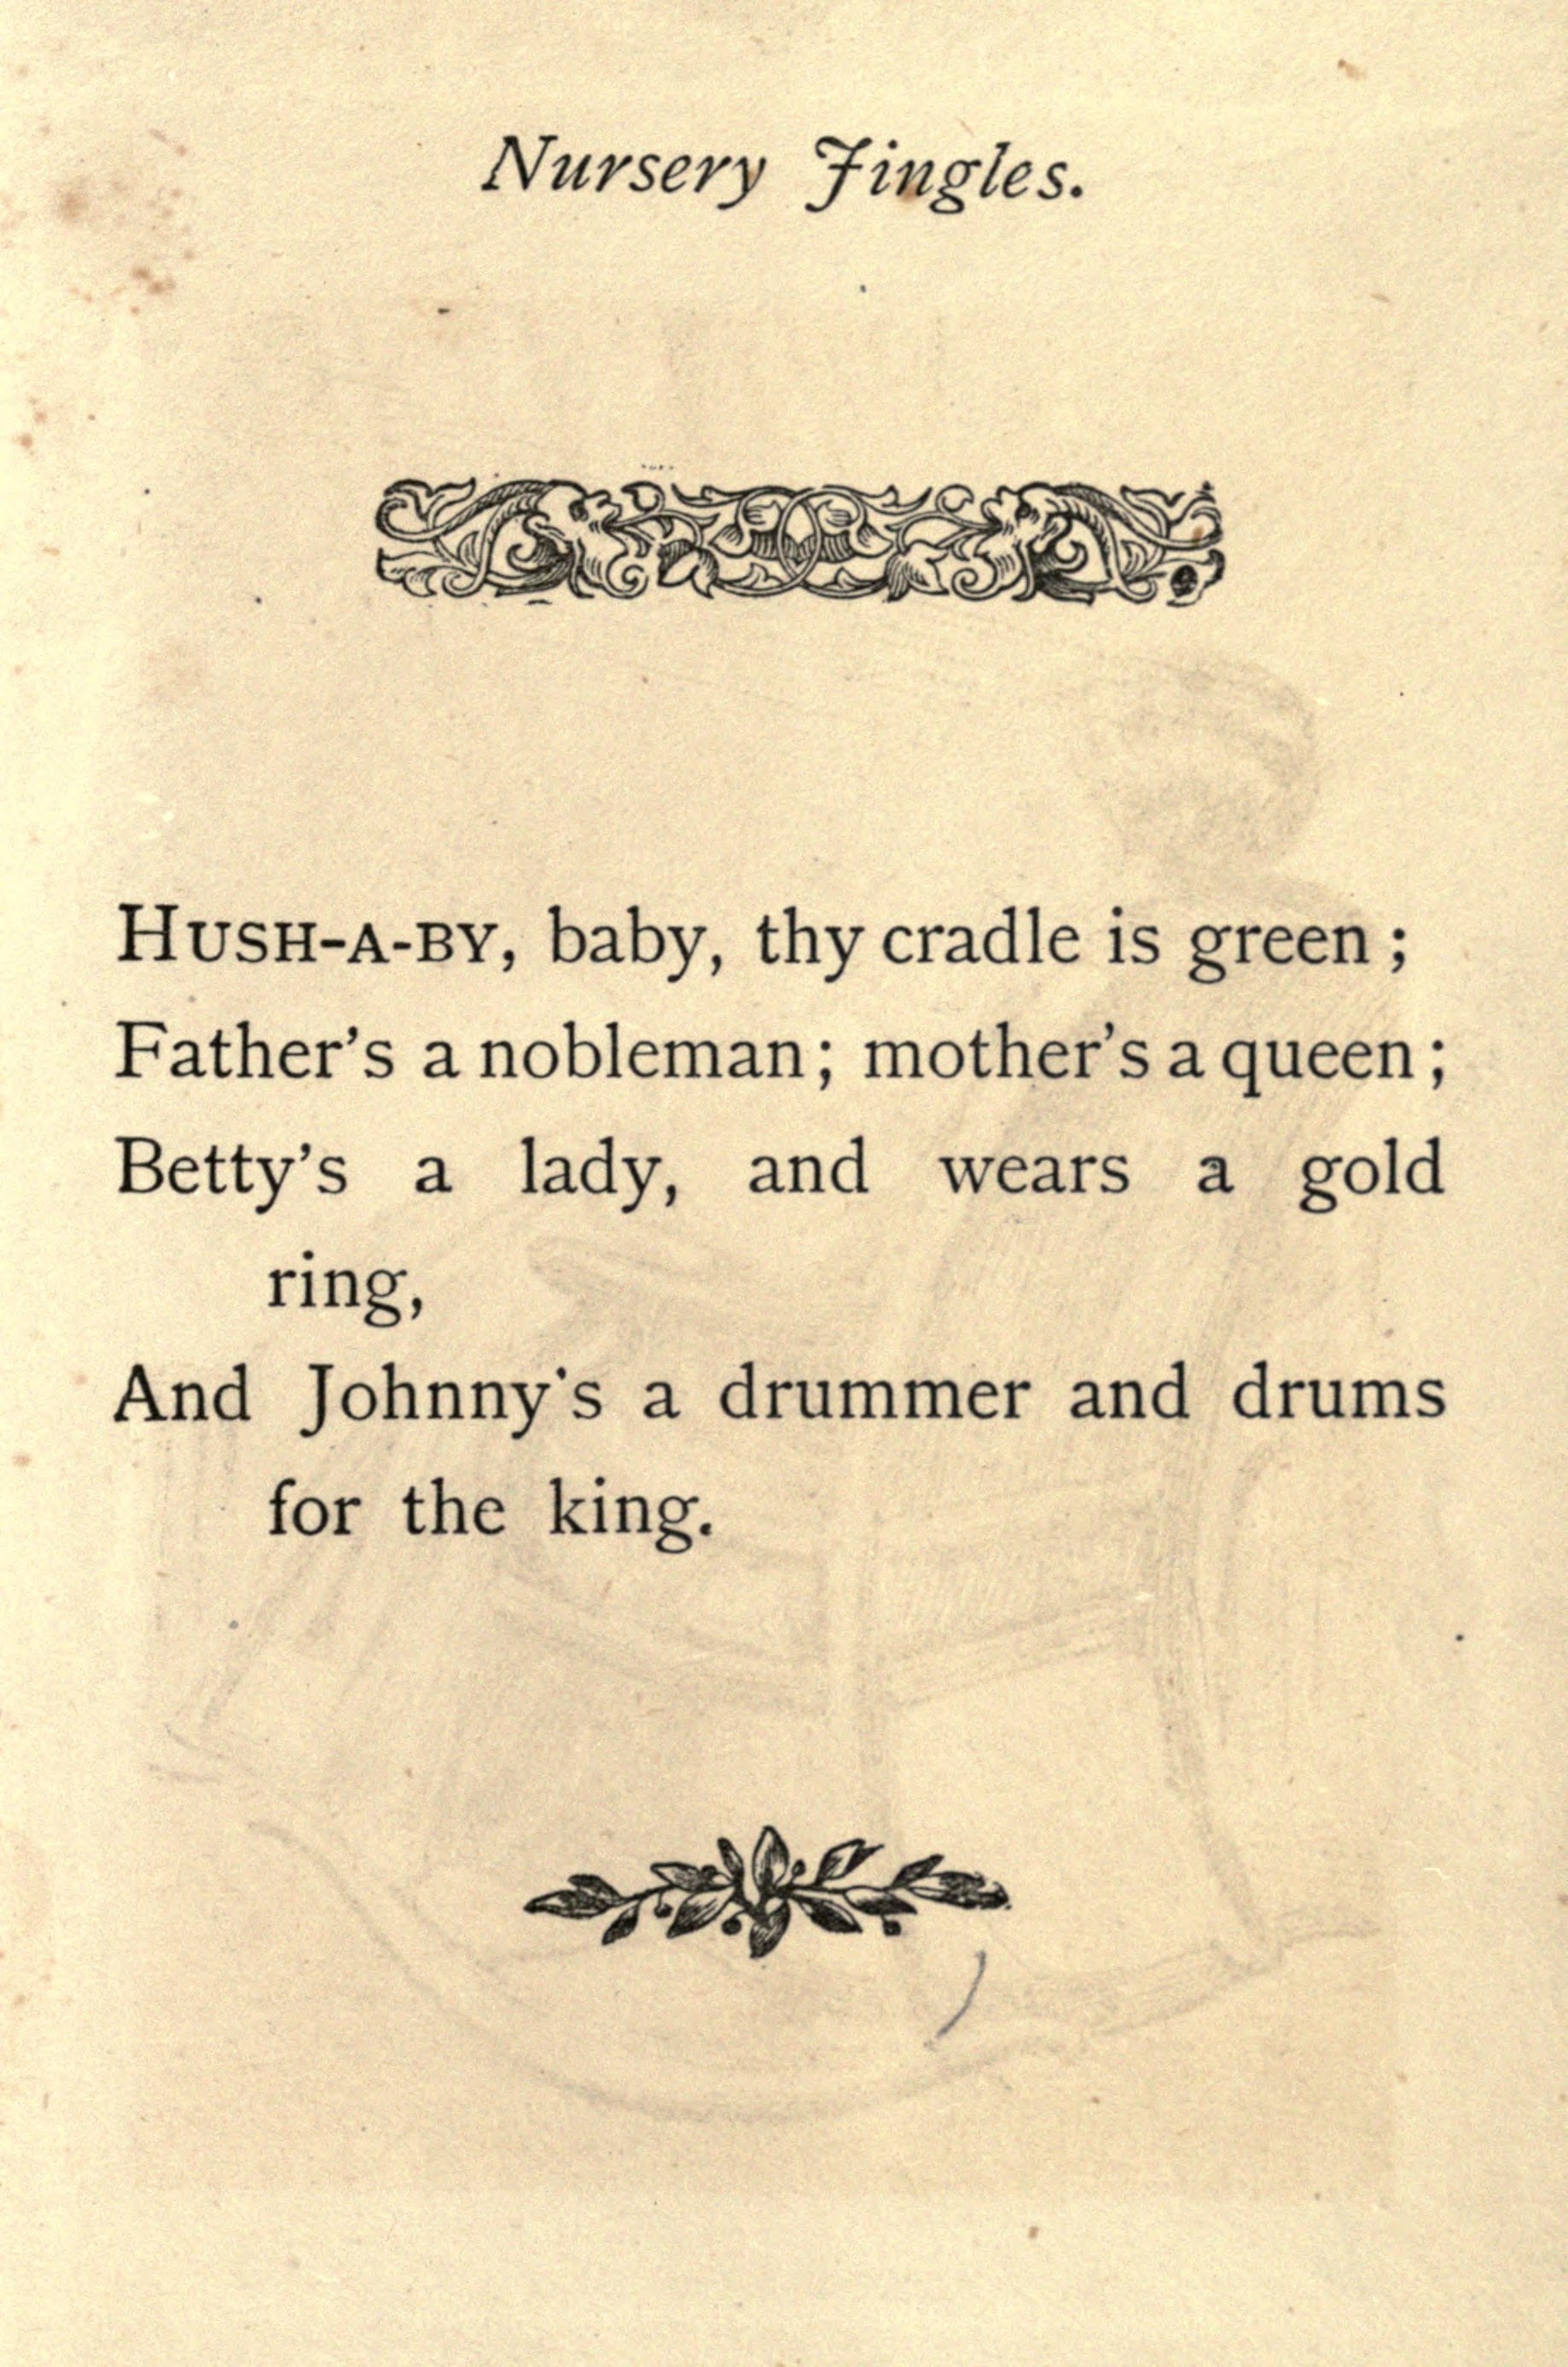 Nursery Jingles.
HUSH-A-BY, baby, thy cradle is green;
Father's a nobleman; mother's a queen;
Betty's a lady, and wears a gold
ring,
And Johnny's a drummer and drums
for the king.